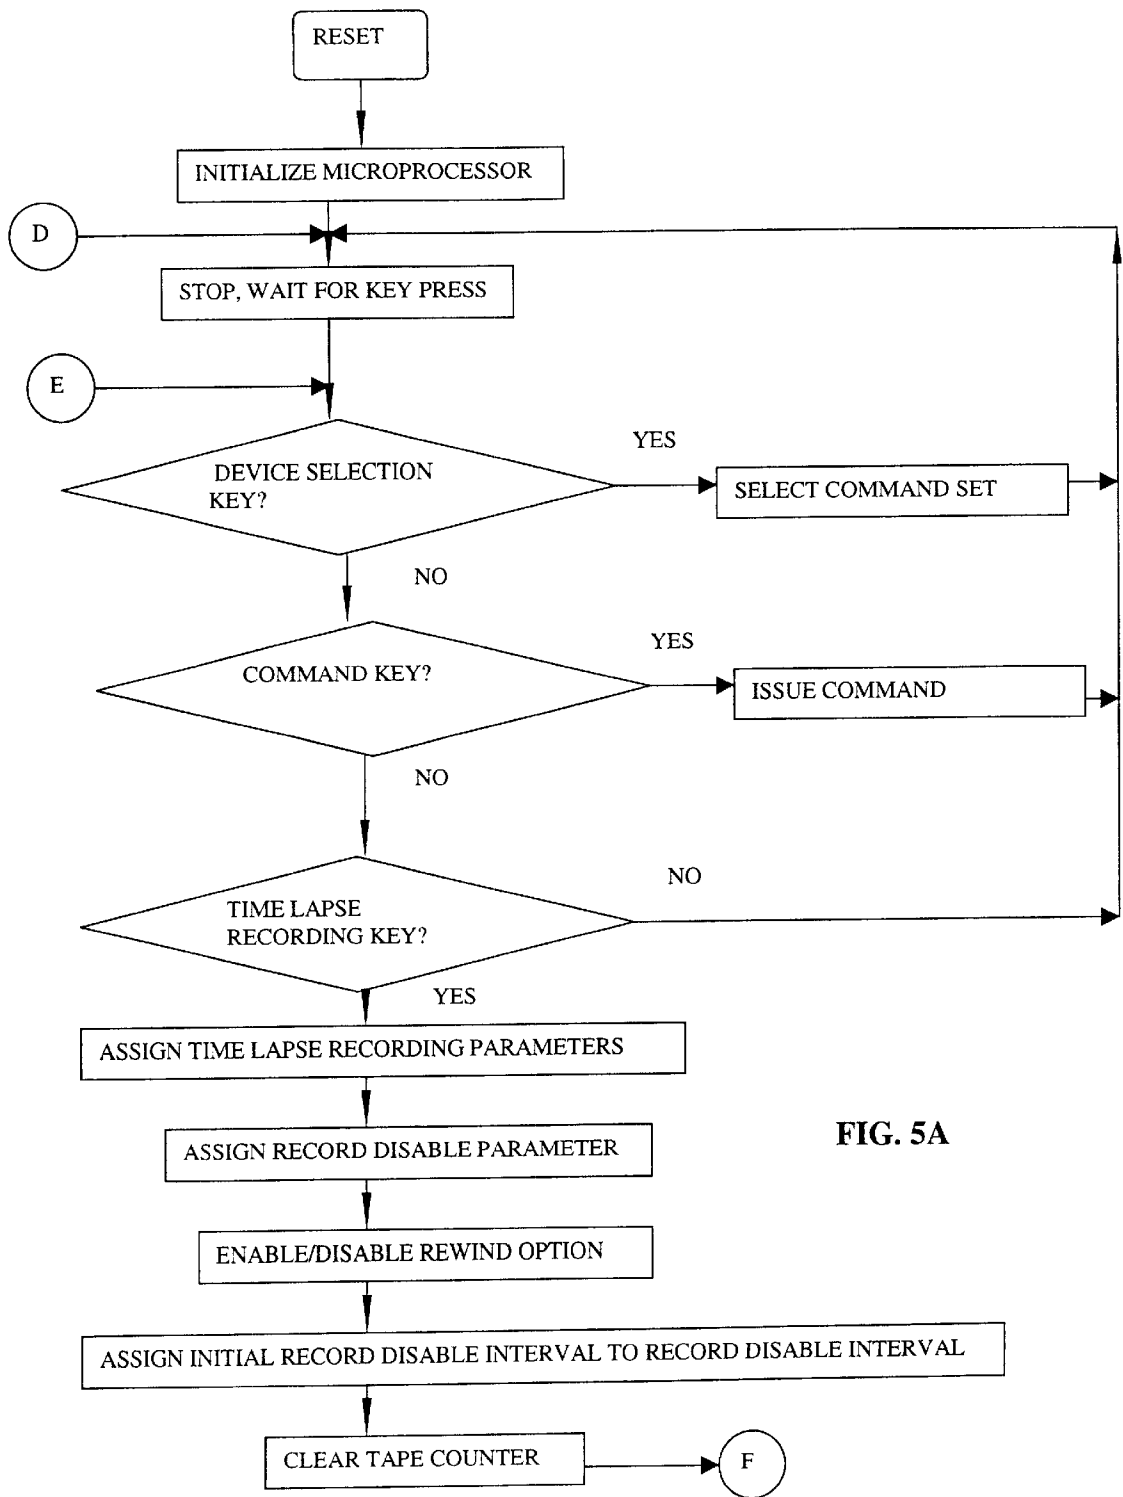 RESET
INITIALIZE MICROPROCESSOR
D
STOP, WAIT FOR KEY PRESS
E
YES
DEVICE SELECTION
KEY?
SELECT COMMAND SET
NO
YES
COMMAND KEY?
ISSUE COMMAND
NO
NO
TIME LAPSE
RECORDING KEY?
YES
ASSIGN TIME LAPSE RECORDING PARAMETERS
FIG. 5A
ASSIGN RECORD DISABLE PARAMETER
ENABLE/DISABLE REWIND OPTION
ASSIGN INITIAL RECORD DISABLE INTERVAL TO RECORD DISABLE INTERVAL
CLEAR TAPE COUNTER
F